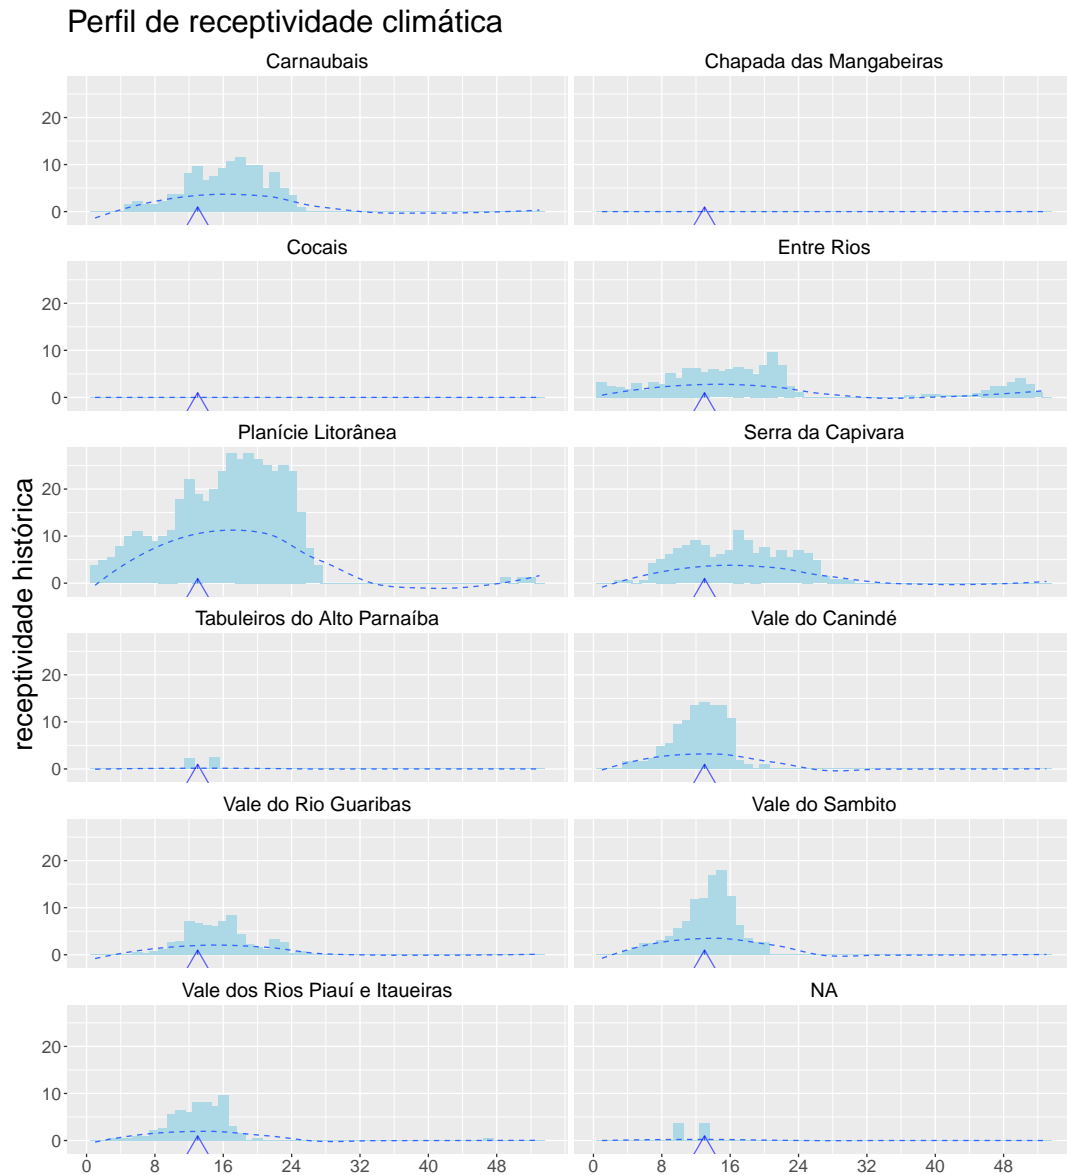 Perfil de receptividade climática
Carnaubais
Chapada das Mangabeiras
20
10
0
Cocais
Entre Rios
20
10
0
Planície Litorânea
Serra da Capivara
20
10
0
receptividade histórica
Tabuleiros do Alto Parnaíba
Vale do Canindé
20
10
0
Vale do Rio Guaribas
Vale do Sambito
20
10
0
Vale dos Rios Piauí e Itaueiras
NA
20
10
0
0 8 16 24 32 40 48
0 8 16 24 32 40 48